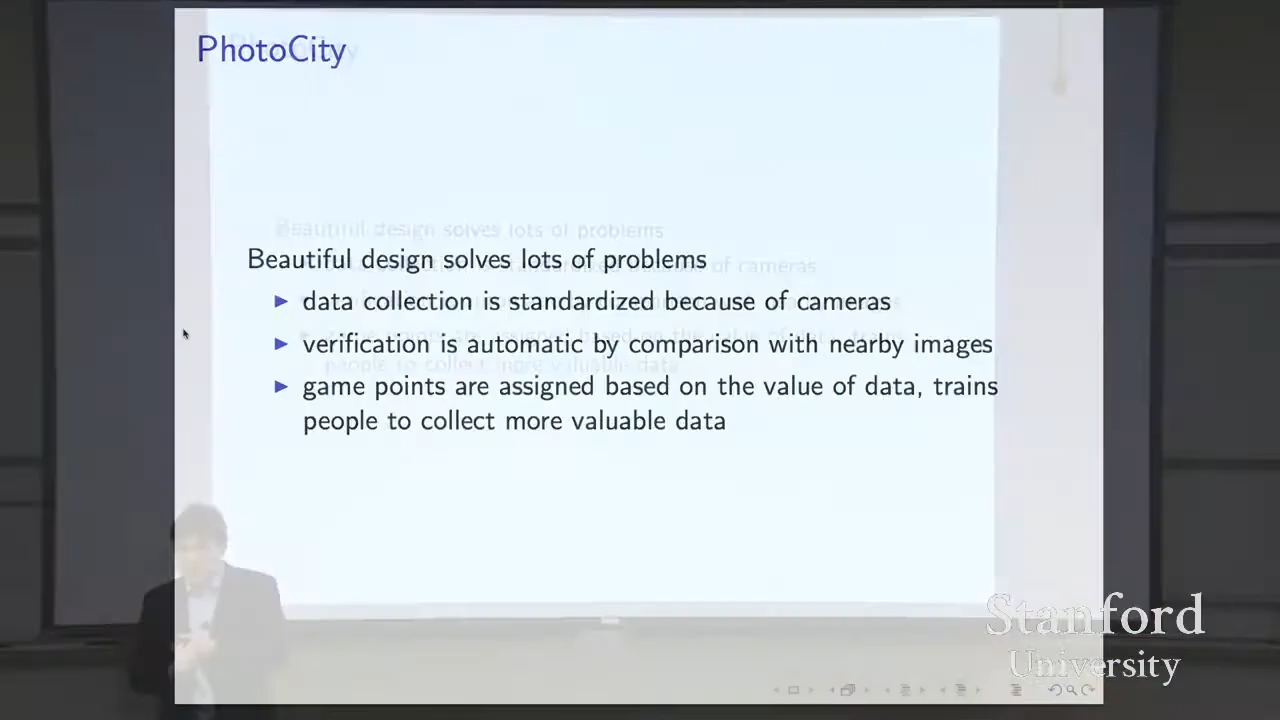 PhotoCity
Beautiful design solves lots of problems
data collection is standardized because of cameras
verification is automatic by comparison with nearby images
game points are assigned based on the value of data, trains
people to collect more valuable data
Stanford
University